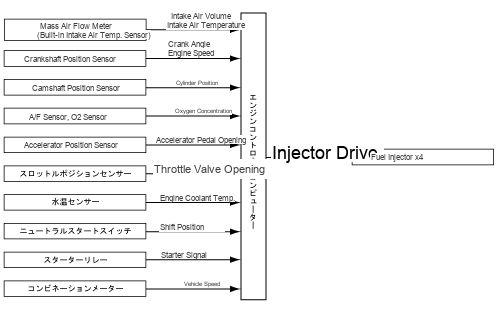 Mass Air Flow Meter
(Built-in Intake Air Temp. Sensor)
Intake Air Volume
Intake Air Temperature
Crankshaft Position Sensor
Crank Angle
Engine Speed
Camshaft Position Sensor
Cylinder Position
A/F Sensor, O2 Sensor
Oxygen Concentration
Accelerator Position Sensor
Accelerator Pedal Opening
スロットルポジションセンサー
Throttle Valve Opening
水温センサー
Engine Coolant Temp.
ニュートラルスタートスイッチ
Shift Position
スターターリレー
Starter Signal
コンビネーションメーター
Vehicle Speed
エンジンコントロ
ンピューター
Injector Drive
Fuel Injector x4